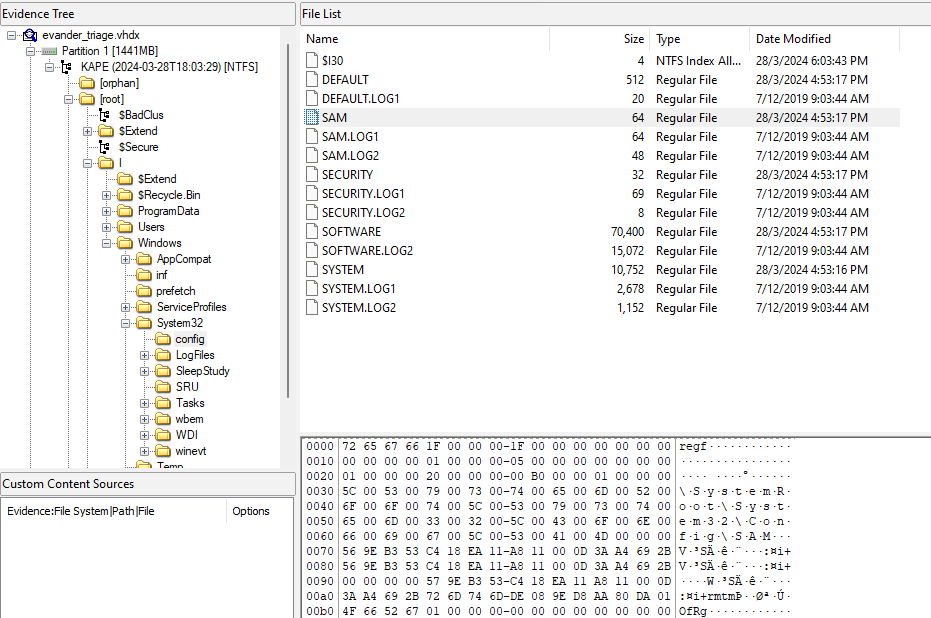 Evidence Tree
evander_triage.vhdx
Partition 1 [1441MB]
KAPE (2024-03-28T18:03:29) [NTFS]
[orphan]
[root]
$BadClus
$Extend
$Secure
I
$Extend
$Recycle.Bin
ProgramData
Users
Windows
AppCompat
inf
prefetch
ServiceProfiles
System32
config
LogFiles
SleepStudy
SRU
Tasks
wbem
WDI
winevt
Temp
Custom Content Sources
Evidence:File System|Path|File Options
File List
Name Size Type Date Modified
$I30 4 NTFS Index All... 28/3/2024 6:03:43 PM
DEFAULT 512 Regular File 28/3/2024 4:53:17 PM
DEFAULT.LOG1 20 Regular File 7/12/2019 9:03:44 AM
SAM 64 Regular File 28/3/2024 4:53:17 PM
SAM.LOG1 64 Regular File 7/12/2019 9:03:44 AM
SAM.LOG2 48 Regular File 7/12/2019 9:03:44 AM
SECURITY 32 Regular File 28/3/2024 4:53:17 PM
SECURITY.LOG1 69 Regular File 7/12/2019 9:03:44 AM
SECURITY.LOG2 8 Regular File 7/12/2019 9:03:44 AM
SOFTWARE 70,400 Regular File 28/3/2024 4:53:17 PM
SOFTWARE.LOG2 15,072 Regular File 7/12/2019 9:03:44 AM
SYSTEM 10,752 Regular File 28/3/2024 4:53:16 PM
SYSTEM.LOG1 2,678 Regular File 7/12/2019 9:03:44 AM
SYSTEM.LOG2 1,152 Regular File 7/12/2019 9:03:44 AM
0000 72 65 67 66 1F 00 00 00-1F 00 00 00 00 00 00 00 regf············
0010 00 00 00 00 01 00 00 00-05 00 00 00 00 00 00 00 ················
0020 01 00 00 00 20 00 00 00-00 B0 00 00 01 00 00 00 ···· ····°······
0030 5C 00 53 00 79 00 73 00-74 00 65 00 6D 00 52 00 \·S·y·s·t·e·m·R·
0040 6F 00 6F 00 74 00 5C 00-53 00 79 00 73 00 74 00 o·o·t·\·S·y·s·t·
0050 65 00 6D 00 33 00 32 00-5C 00 43 00 6F 00 6E 00 e·m·3·2·\·C·o·n·
0060 66 00 69 00 67 00 5C 00-53 00 41 00 4D 00 00 00 f·i·g·\·S·A·M···
0070 56 9E B3 53 C4 18 EA 11-A8 11 00 0D 3A A4 69 2B V·³SÄ·ê·¨···:¤i+
0080 56 9E B3 53 C4 18 EA 11-A8 11 00 0D 3A A4 69 2B V·³SÄ·ê·¨···:¤i+
0090 00 00 00 00 57 9E B3 53-C4 18 EA 11 A8 11 00 0D ····W·³SÄ·ê·¨···
00a0 3A A4 69 2B 72 6D 74 6D-DE 08 9E D8 AA 80 DA 01 :¤i+rmtmÞ··Øª·Ú·
00b0 4F 66 52 67 01 00 00 00-00 00 00 00 00 00 00 00 OfRg············